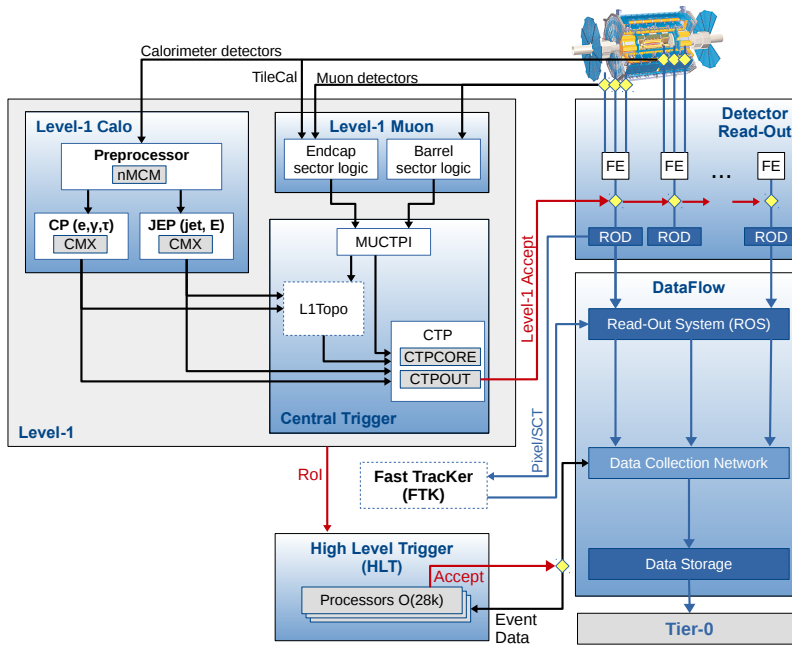 Calorimeter detectors
TileCal
Muon detectors
Detector
Read-Out
Level-1 Calo
Preprocessor
nMCM
CP (e,γ,τ)
CMX
JEP (jet, E)
CMX
Level-1 Muon
Endcap
sector logic
Barrel
sector logic
MUCTPI
L1Topo
CTP
CTPCORE
CTPOUT
Central Trigger
Level-1
Level-1 Accept
FE
FE
...
FE
ROD
ROD
ROD
DataFlow
Read-Out System (ROS)
Pixel/SCT
Data Collection Network
Data Storage
Tier-0
RoI
Fast TracKer
(FTK)
High Level Trigger
(HLT)
Accept
Processors O(28k)
Event
Data